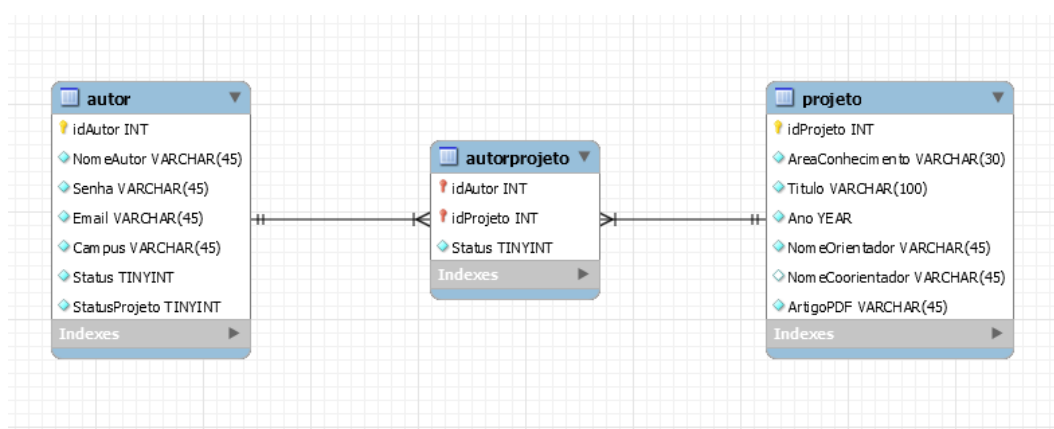 autor
idAutor INT
NomeAutor VARCHAR(45)
Senha VARCHAR(45)
Email VARCHAR(45)
Campus VARCHAR(45)
Status TINYINT
StatusProjeto TINYINT
Indexes
autorprojeto
idAutor INT
idProjeto INT
Status TINYINT
Indexes
projeto
idProjeto INT
AreaConhecimento VARCHAR(30)
Titulo VARCHAR(100)
Ano YEAR
NomeOrientador VARCHAR(45)
NomeCoorientador VARCHAR(45)
ArtigoPDF VARCHAR(45)
Indexes